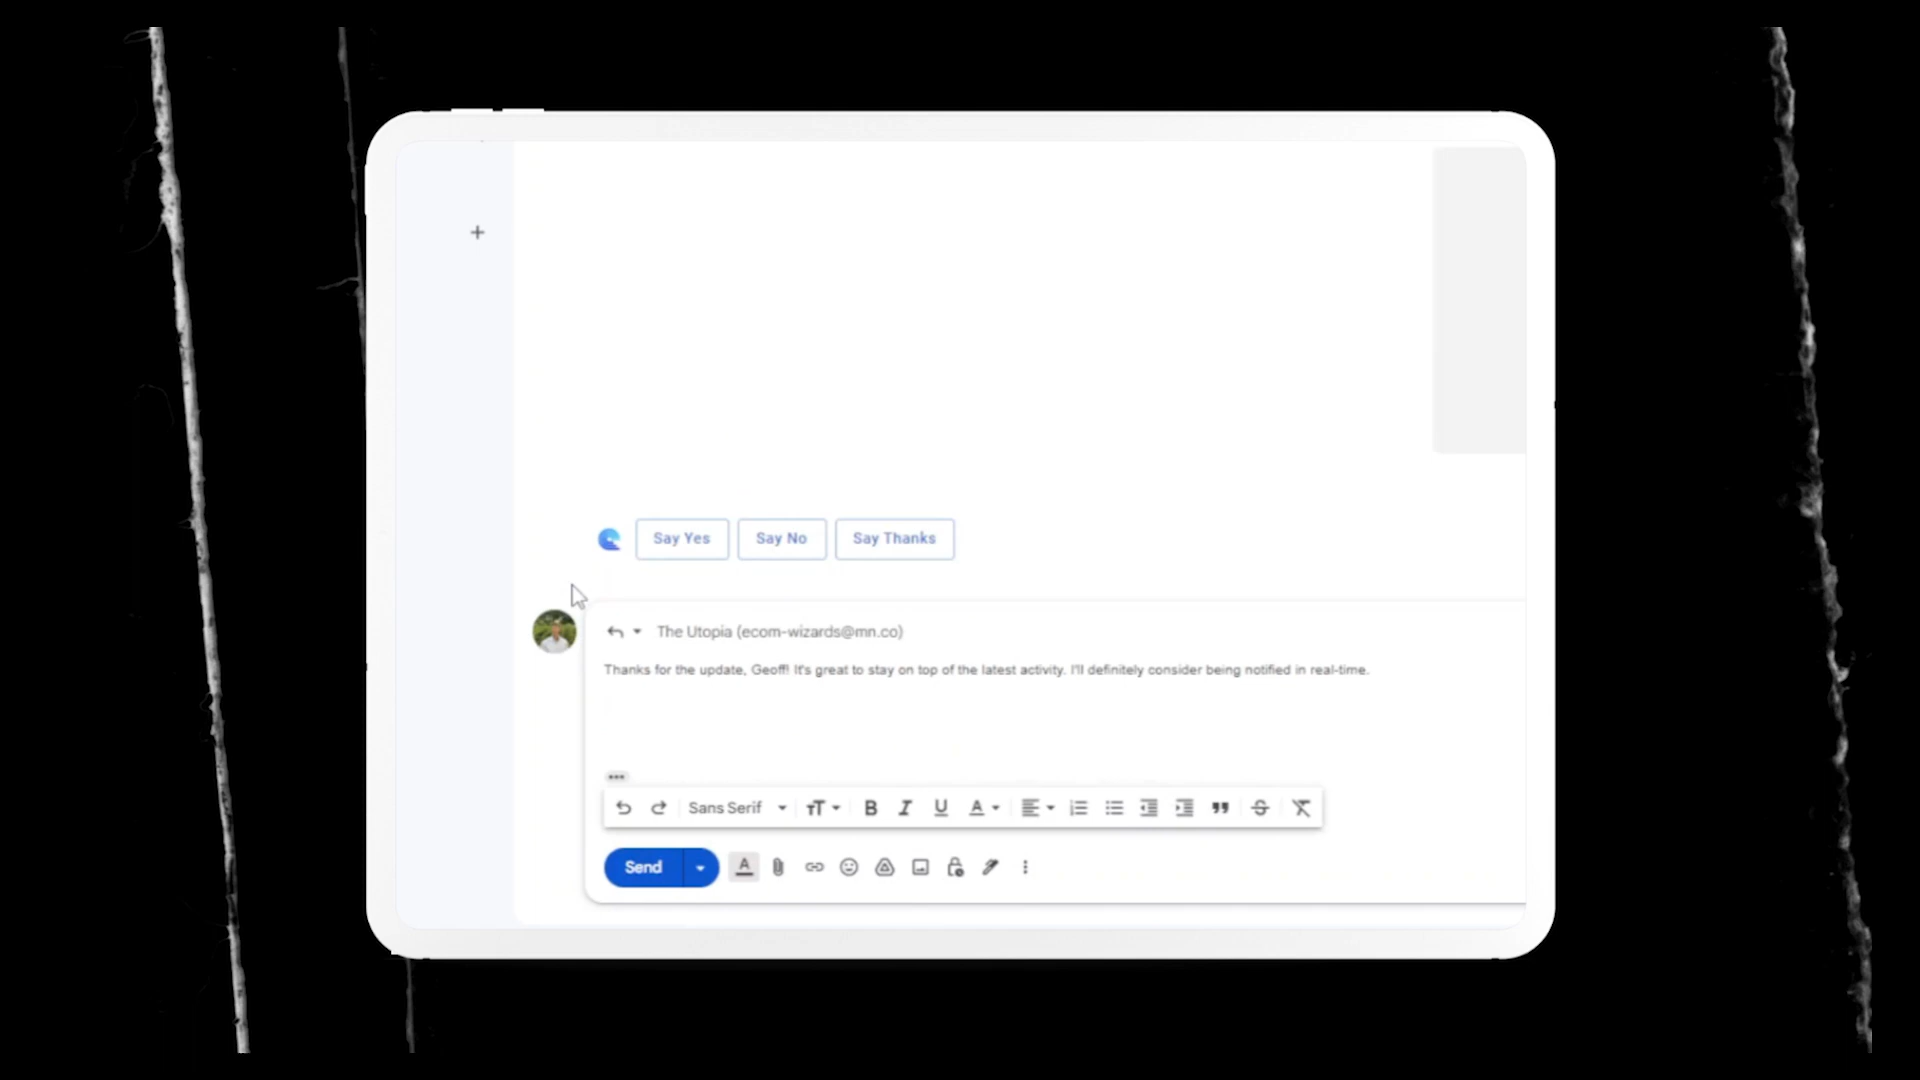 Say Yes
Say No
Say Thanks
The Utopia (ecom-wizards@mn.co)
Thanks for the update, Geoff! It's great to stay on top of the latest activity. I'll definitely consider being notified in real-time.
Sans Serif
Send